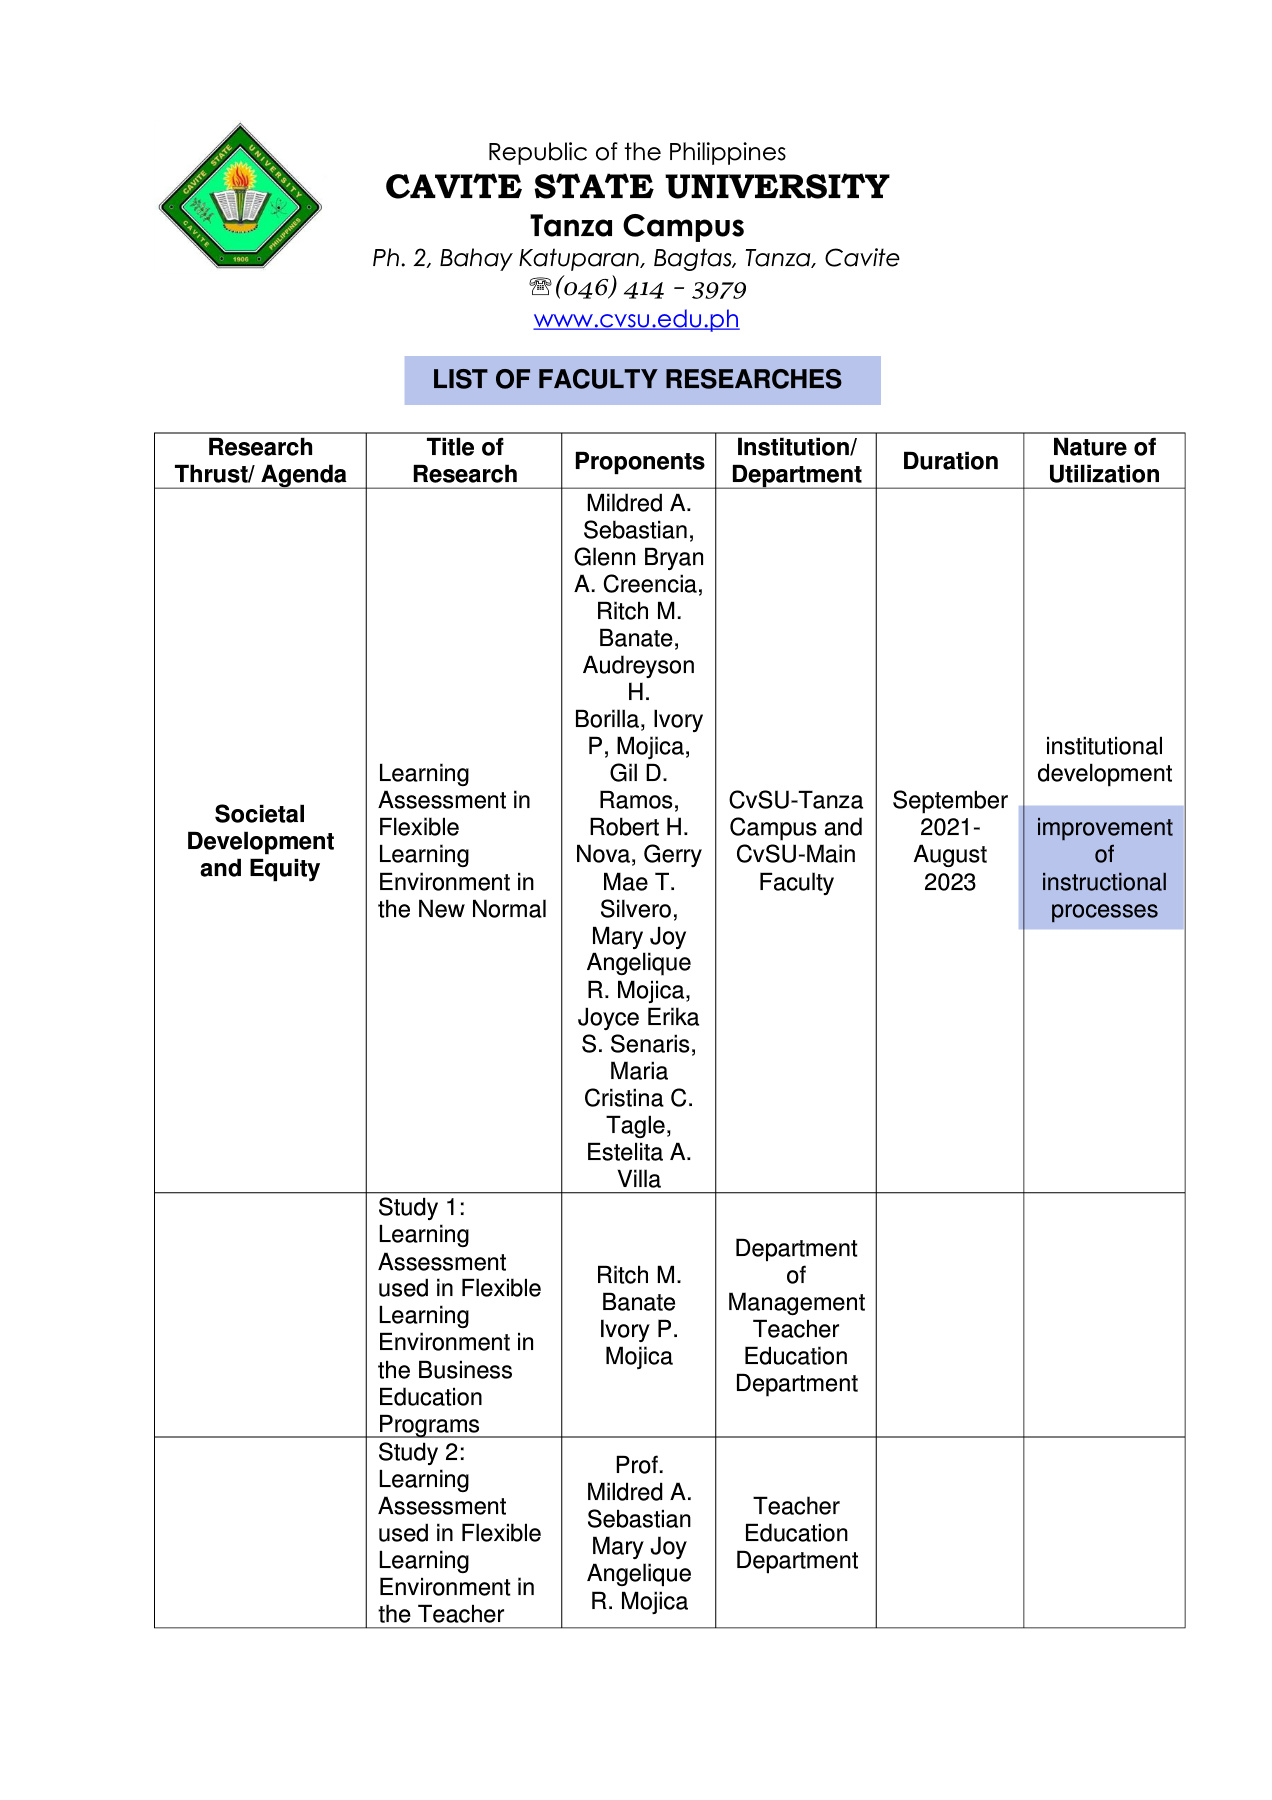 CAVITE STATE UNIVERSITY
CAVITE PHILIPPINES
1906
Republic of the Philippines
CAVITE STATE UNIVERSITY
Tanza Campus
Ph. 2, Bahay Katuparan, Bagtas, Tanza, Cavite
☏(046) 414 – 3979
www.cvsu.edu.ph
LIST OF FACULTY RESEARCHES
Research
Thrust/ Agenda
Title of
Research
Proponents
Institution/
Department
Duration
Nature of
Utilization
Societal
Development
and Equity
Learning
Assessment in
Flexible
Learning
Environment in
the New Normal
Mildred A.
Sebastian,
Glenn Bryan
A. Creencia,
Ritch M.
Banate,
Audreyson
H.
Borilla, Ivory
P, Mojica,
Gil D.
Ramos,
Robert H.
Nova, Gerry
Mae T.
Silvero,
Mary Joy
Angelique
R. Mojica,
Joyce Erika
S. Senaris,
Maria
Cristina C.
Tagle,
Estelita A.
Villa
CvSU-Tanza
Campus and
CvSU-Main
Faculty
September
2021-
August
2023
institutional
development
improvement
of
instructional
processes
Study 1:
Learning
Assessment
used in Flexible
Learning
Environment in
the Business
Education
Programs
Ritch M.
Banate
Ivory P.
Mojica
Department
of
Management
Teacher
Education
Department
Study 2:
Learning
Assessment
used in Flexible
Learning
Environment in
the Teacher
Prof.
Mildred A.
Sebastian
Mary Joy
Angelique
R. Mojica
Teacher
Education
Department